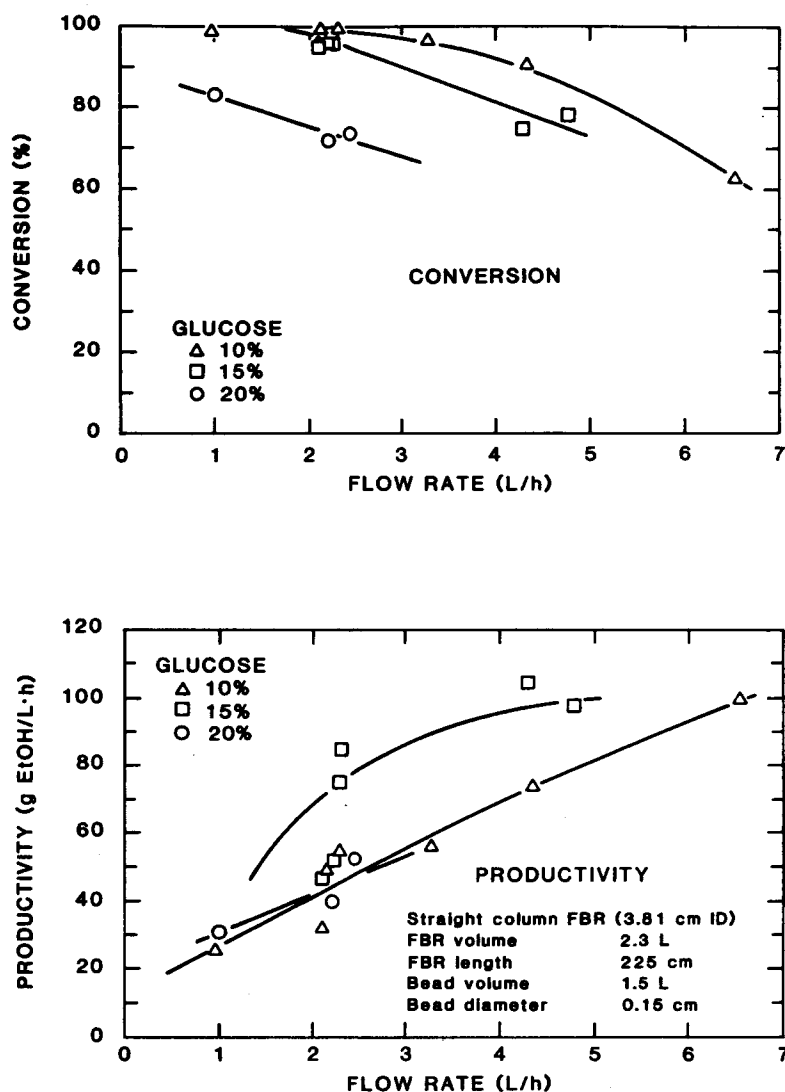 100
80
60
40
20
0
CONVERSION (%)
CONVERSION
GLUCOSE
△ 10%
□ 15%
○ 20%
0 1 2 3 4 5 6 7
FLOW RATE (L/h)
120
100
80
60
40
20
0
PRODUCTIVITY (g EtOH/L·h)
GLUCOSE
△ 10%
□ 15%
○ 20%
PRODUCTIVITY
Straight column FBR (3.81 cm ID)
FBR volume 2.3 L
FBR length 225 cm
Bead volume 1.5 L
Bead diameter 0.15 cm
0 1 2 3 4 5 6 7
FLOW RATE (L/h)